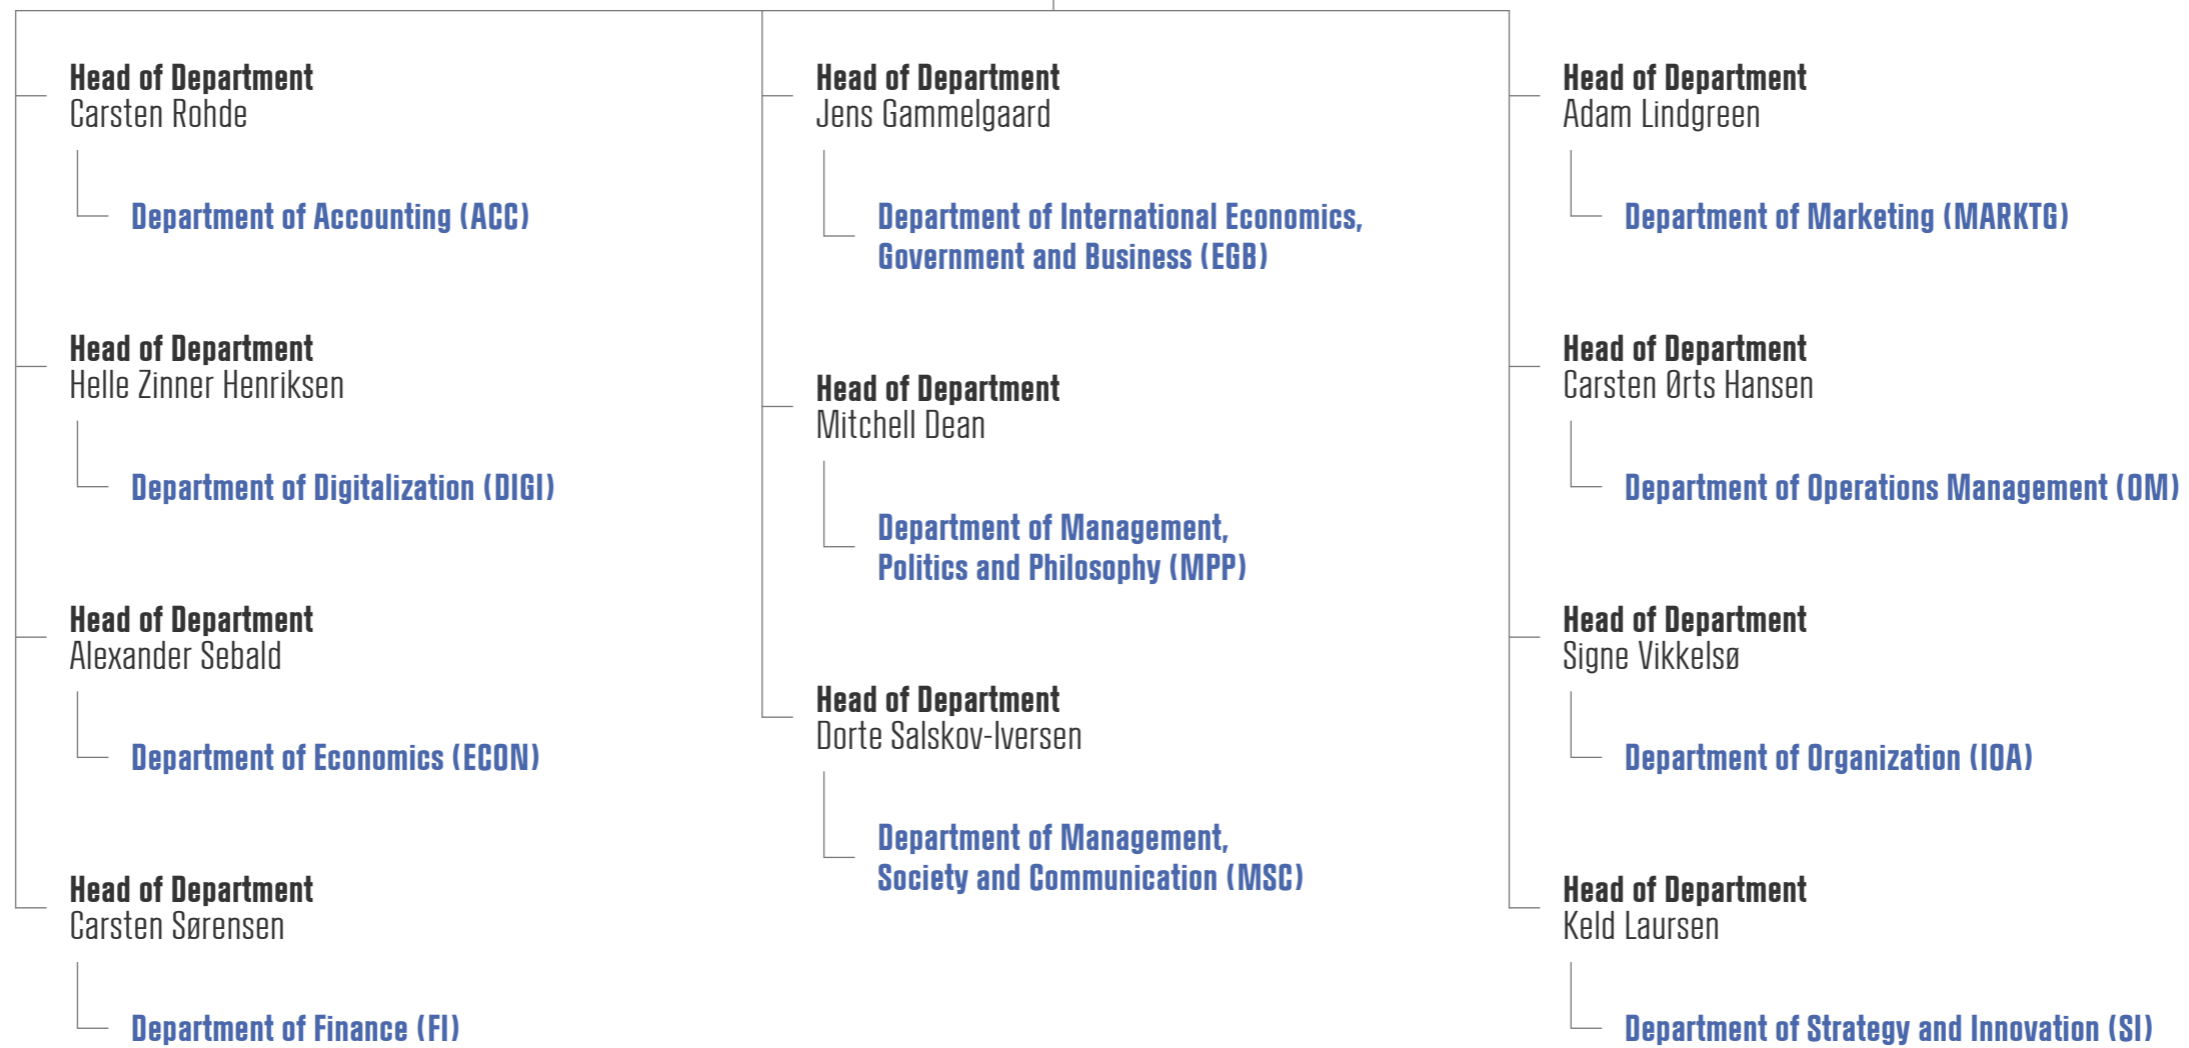 Head of Department
Carsten Rohde
Department of Accounting (ACC)
Head of Department
Helle Zinner Henriksen
Department of Digitalization (DIGI)
Head of Department
Alexander Sebald
Department of Economics (ECON)
Head of Department
Carsten Sørensen
Department of Finance (FI)
Head of Department
Jens Gammelgaard
Department of International Economics,
Government and Business (EGB)
Head of Department
Mitchell Dean
Department of Management,
Politics and Philosophy (MPP)
Head of Department
Dorte Salskov-Iversen
Department of Management,
Society and Communication (MSC)
Head of Department
Adam Lindgreen
Department of Marketing (MARKTG)
Head of Department
Carsten Ørts Hansen
Department of Operations Management (OM)
Head of Department
Signe Vikkelsø
Department of Organization (IOA)
Head of Department
Keld Laursen
Department of Strategy and Innovation (SI)